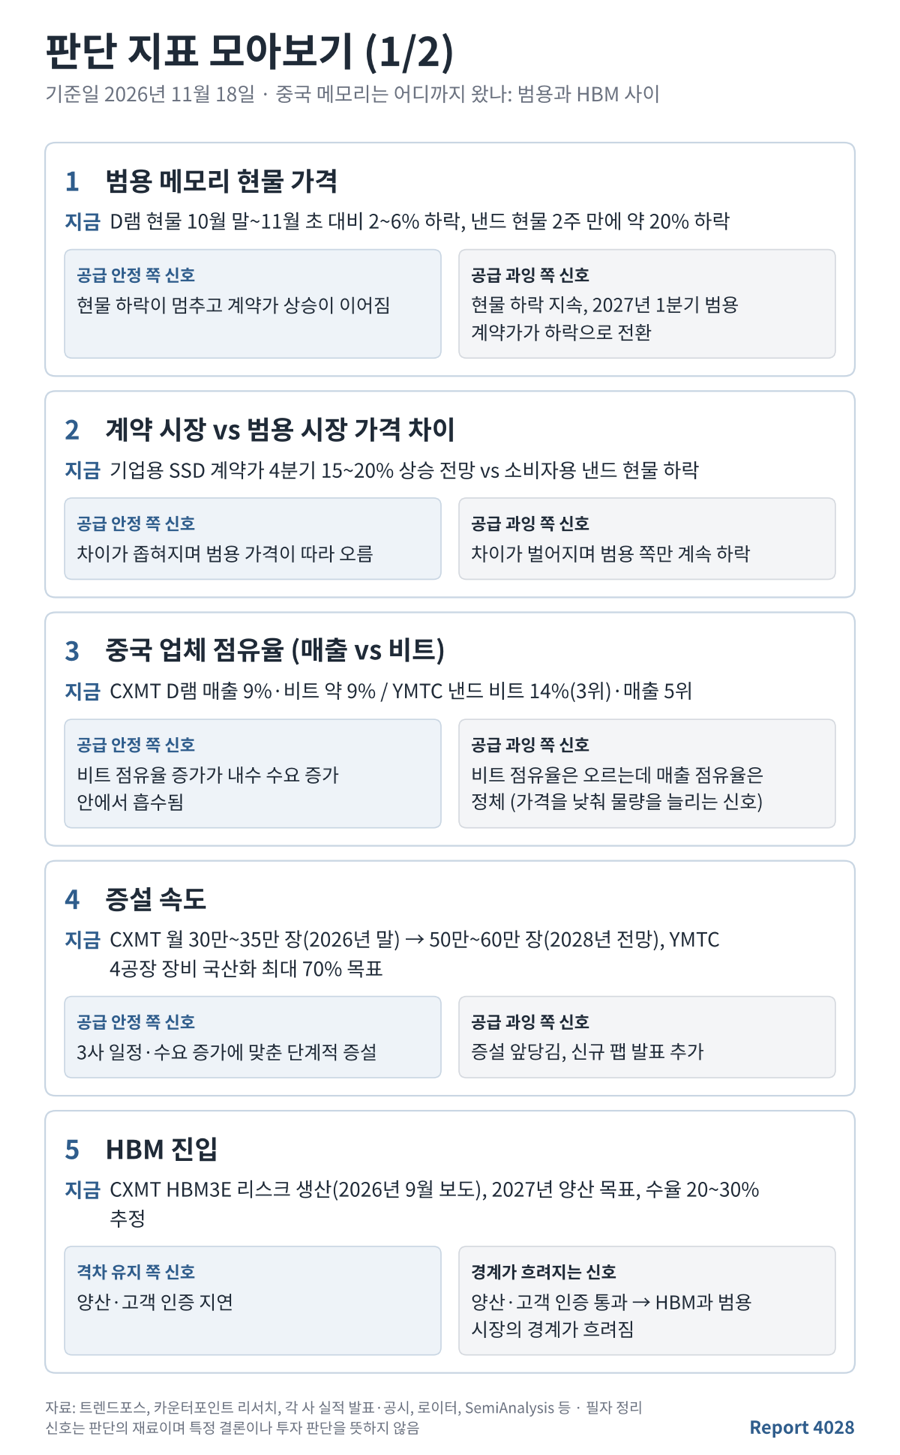 판단 지표 모아보기 (1/2)
기준일 2026년 11월 18일 · 중국 메모리는 어디까지 왔나: 범용과 HBM 사이
1 범용 메모리 현물 가격
지금 D램 현물 10월 말~11월 초 대비 2~6% 하락, 낸드 현물 2주 만에 약 20% 하락
공급 안정 쪽 신호
현물 하락이 멈추고 계약가 상승이 이어짐
공급 과잉 쪽 신호
현물 하락 지속, 2027년 1분기 범용
계약가가 하락으로 전환
2 계약 시장 vs 범용 시장 가격 차이
지금 기업용 SSD 계약가 4분기 15~20% 상승 전망 vs 소비자용 낸드 현물 하락
공급 안정 쪽 신호
차이가 좁혀지며 범용 가격이 따라 오름
공급 과잉 쪽 신호
차이가 벌어지며 범용 쪽만 계속 하락
3 중국 업체 점유율 (매출 vs 비트)
지금 CXMT D램 매출 9%·비트 약 9% / YMTC 낸드 비트 14%(3위)·매출 5위
공급 안정 쪽 신호
비트 점유율 증가가 내수 수요 증가
안에서 흡수됨
공급 과잉 쪽 신호
비트 점유율은 오르는데 매출 점유율은
정체 (가격을 낮춰 물량을 늘리는 신호)
4 증설 속도
지금 CXMT 월 30만~35만 장(2026년 말) → 50만~60만 장(2028년 전망), YMTC
4공장 장비 국산화 최대 70% 목표
공급 안정 쪽 신호
3사 일정·수요 증가에 맞춘 단계적 증설
공급 과잉 쪽 신호
증설 앞당김, 신규 팹 발표 추가
5 HBM 진입
지금 CXMT HBM3E 리스크 생산(2026년 9월 보도), 2027년 양산 목표, 수율 20~30%
추정
격차 유지 쪽 신호
양산·고객 인증 지연
경계가 흐려지는 신호
양산·고객 인증 통과 → HBM과 범용
시장의 경계가 흐려짐
자료: 트렌드포스, 카운터포인트 리서치, 각 사 실적 발표·공시, 로이터, SemiAnalysis 등 · 필자 정리
신호는 판단의 재료이며 특정 결론이나 투자 판단을 뜻하지 않음
Report 4028